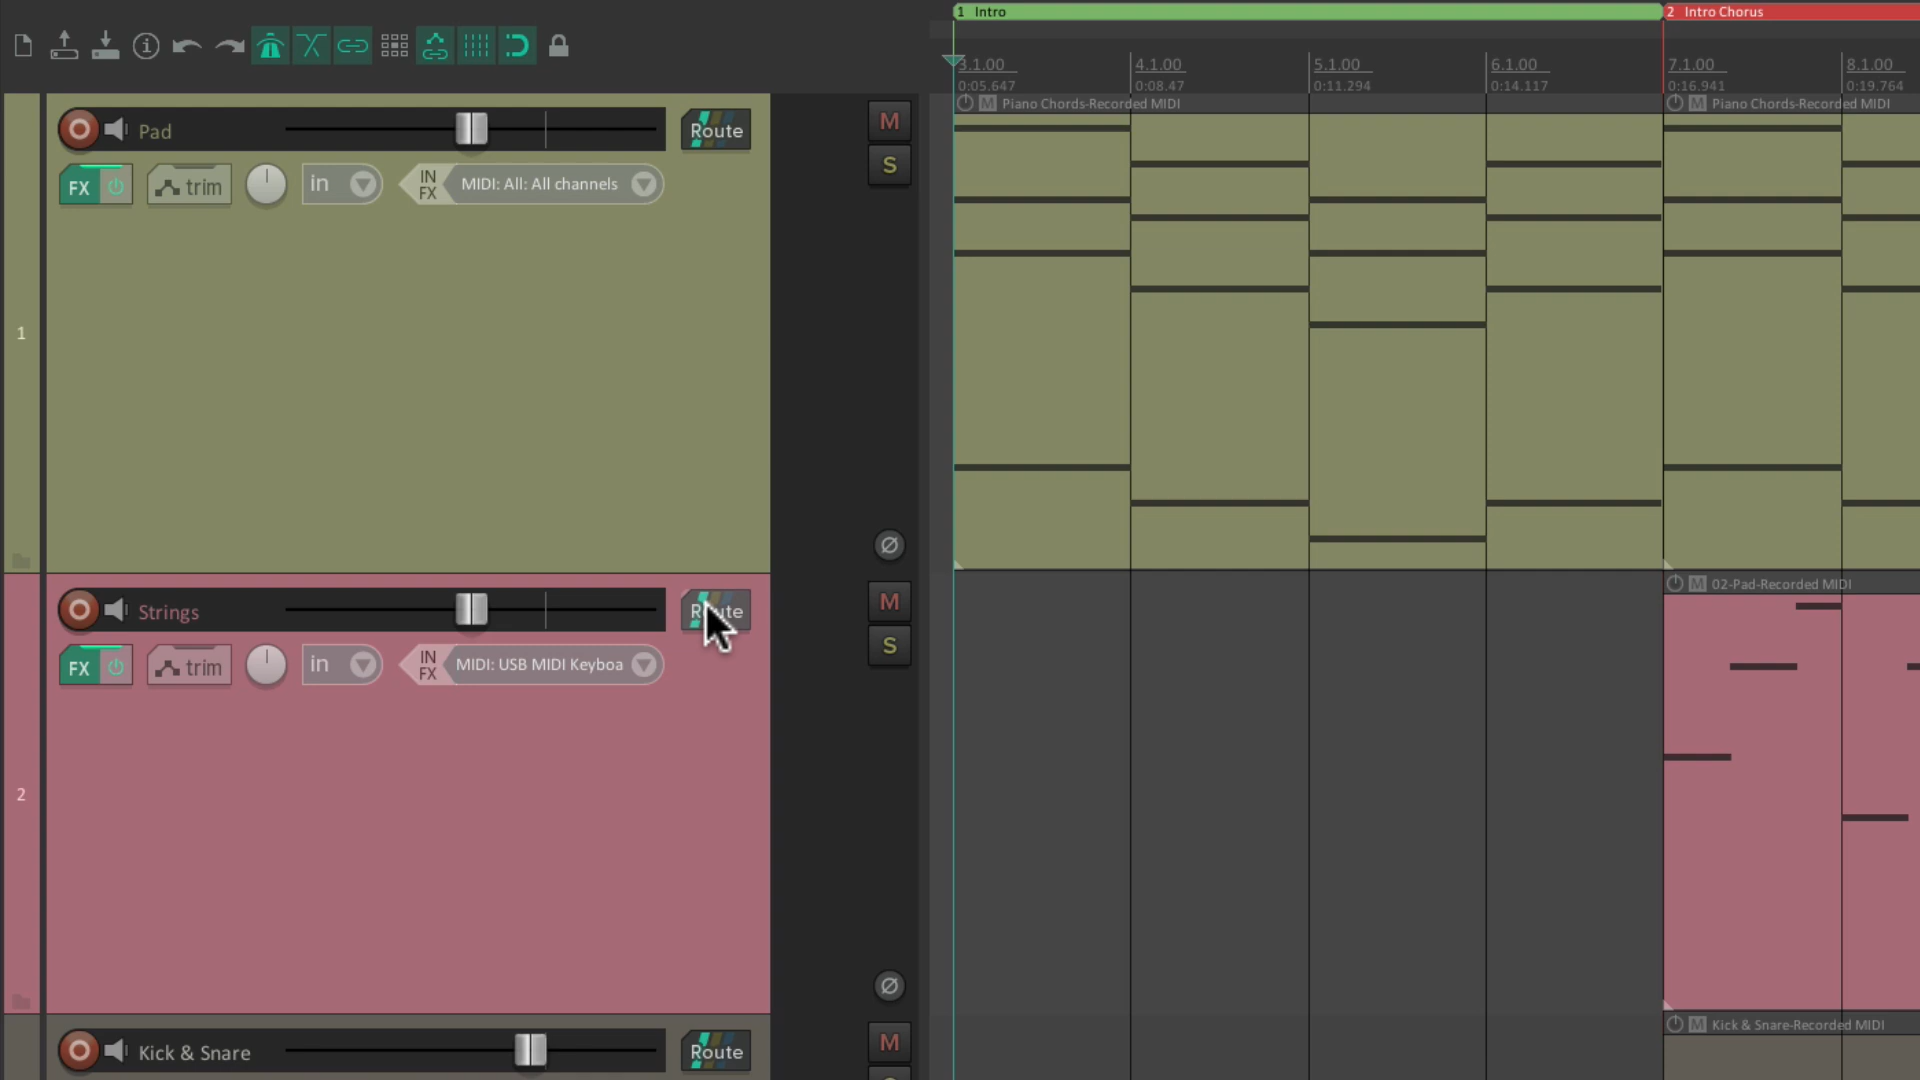 1 Intro
2 Intro Chorus
3.1.00
4.1.00
5.1.00
6.1.00
7.1.00
8.1.00
0:05.647
0:08.47
0:11.294
0:14.117
0:16.941
0:19.764
M Piano Chords-Recorded MIDI
M Piano Chords-Recorded MIDI
Pad
Route
M
S
FX
trim
in
IN FX
MIDI: All: All channels
1
Strings
Route
M
S
02-Pad-Recorded MIDI
M
FX
trim
in
IN FX
MIDI: USB MIDI Keyboa
2
Kick & Snare
Route
M
M Kick & Snare-Recorded MIDI